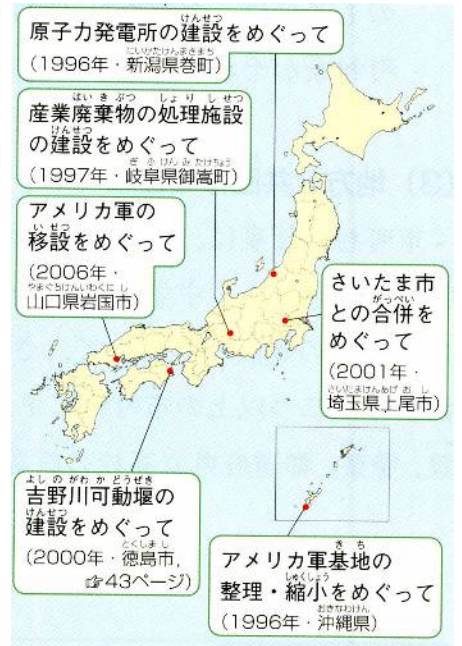 原子力発電所の建設をめぐって
(1996年・新潟県巻町)
産業廃棄物の処理施設
の建設をめぐって
(1997年・岐阜県御嵩町)
アメリカ軍の
移設をめぐって
(2006年・
山口県岩国市)
さいたま市
との合併を
めぐって
(2001年・
埼玉県上尾市)
吉野川可動堰の
建設をめぐって
(2000年・徳島市,
☞43ページ)
アメリカ軍基地の
整理・縮小をめぐって
(1996年・沖縄県)